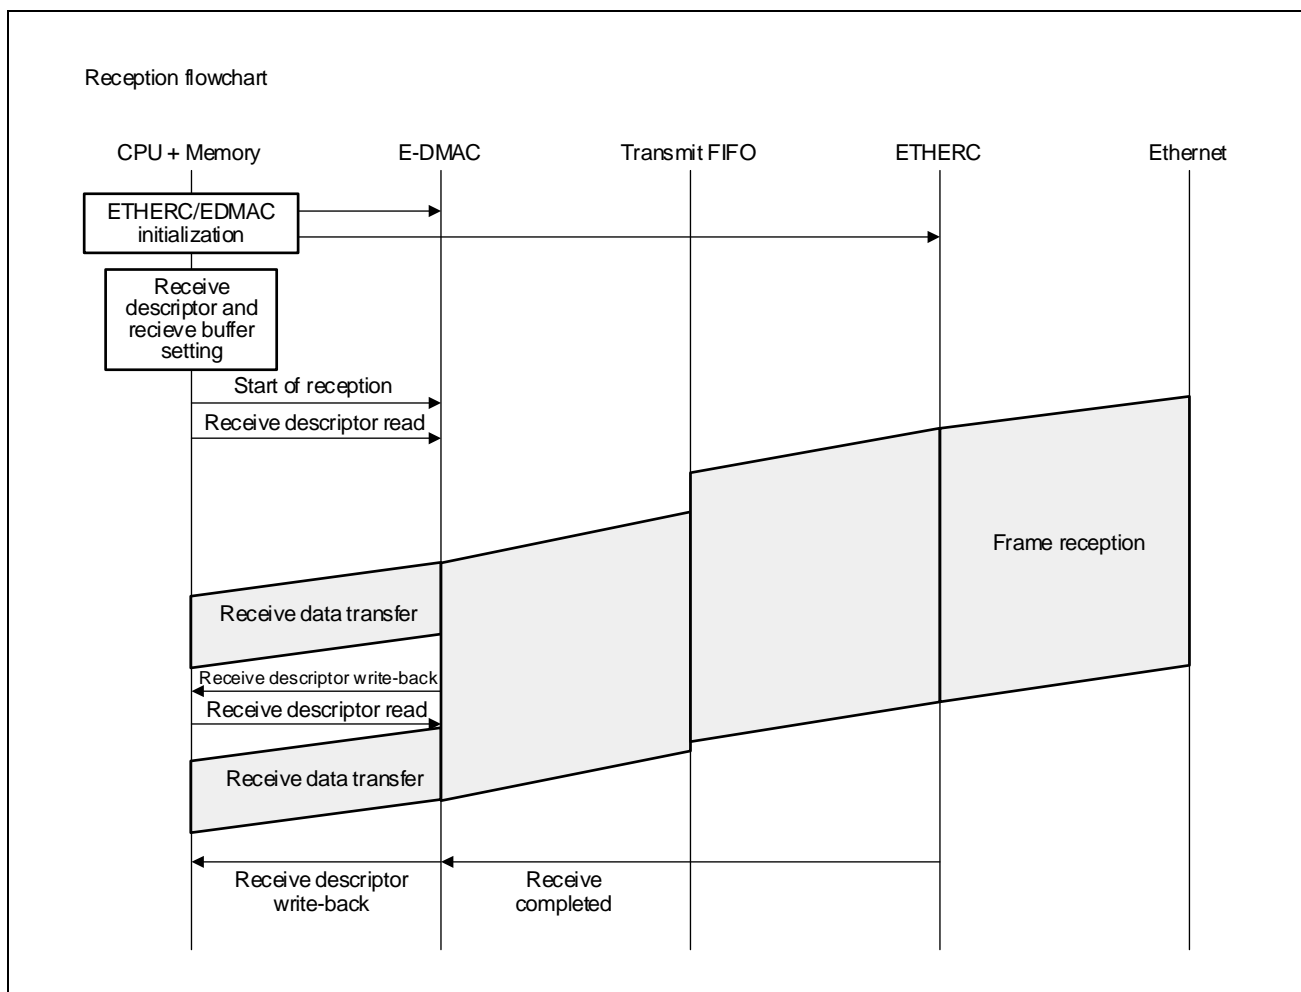 Reception flowchart
CPU + Memory
E-DMAC
Transmit FIFO
ETHERC
Ethernet
ETHERC/EDMAC
initialization
Receive
descriptor and
recieve buffer
setting
Start of reception
Receive descriptor read
Frame reception
Receive data transfer
Receive descriptor write-back
Receive descriptor read
Receive data transfer
Receive descriptor
write-back
Receive
completed